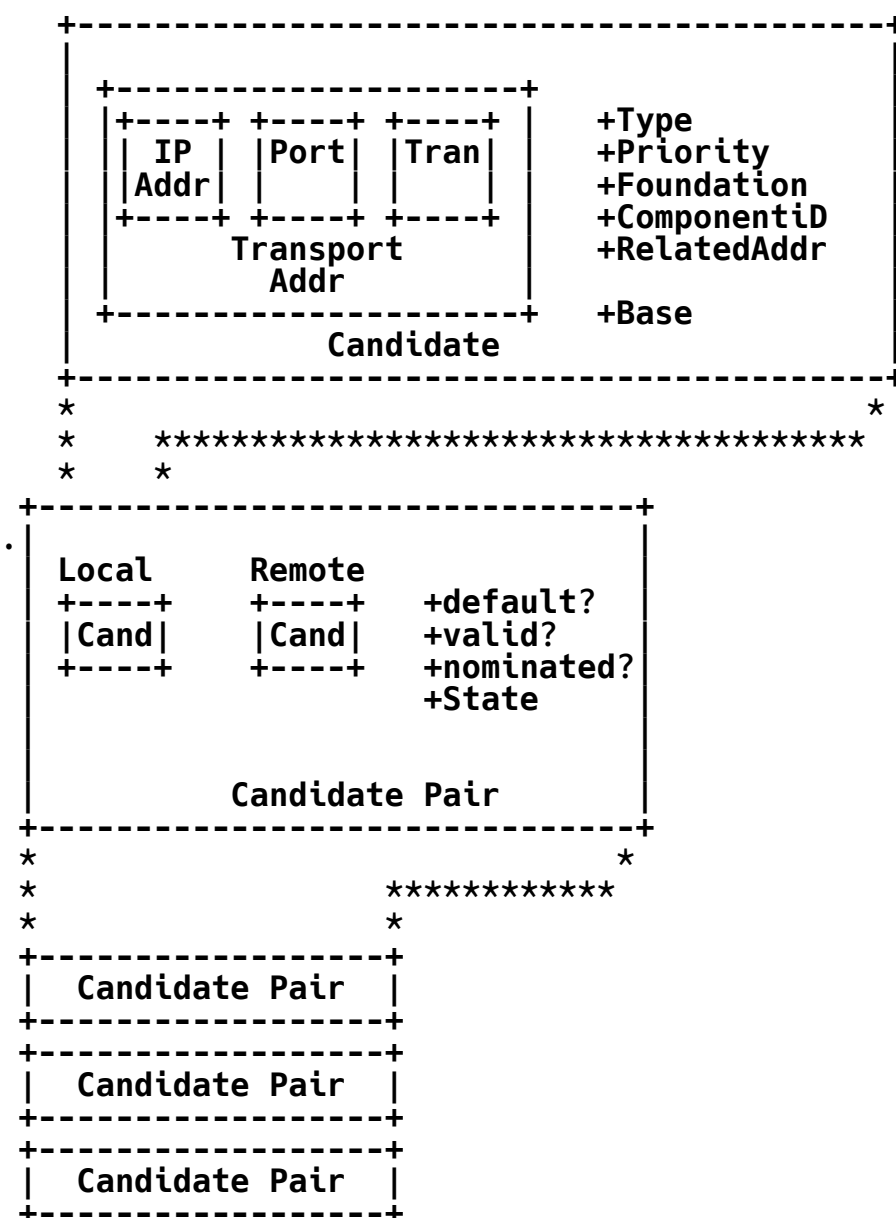 +------------------------------------------+
|                                          |
| +---------------------+                  |
| |+----+ +----+ +----+ |   +Type          |
| || IP | |Port| |Tran| |   +Priority      |
| ||Addr| |    | |    | |   +Foundation    |
| |+----+ +----+ +----+ |   +ComponentiD   |
| |      Transport      |   +RelatedAddr   |
| |        Addr         |                  |
| +---------------------+   +Base          |
|             Candidate                    |
+------------------------------------------+
*                                         *
*    *************************************
*    *
+-------------------------------+
.|                               |
| Local     Remote              |
| +----+    +----+   +default?  |
| |Cand|    |Cand|   +valid?    |
| +----+    +----+   +nominated?|
|                    +State     |
|                               |
|                               |
|          Candidate Pair       |
+-------------------------------+
*                              *
*                  ************
*                  *
+------------------+
|  Candidate Pair  |
+------------------+
+------------------+
|  Candidate Pair  |
+------------------+
+------------------+
|  Candidate Pair  |
+------------------+